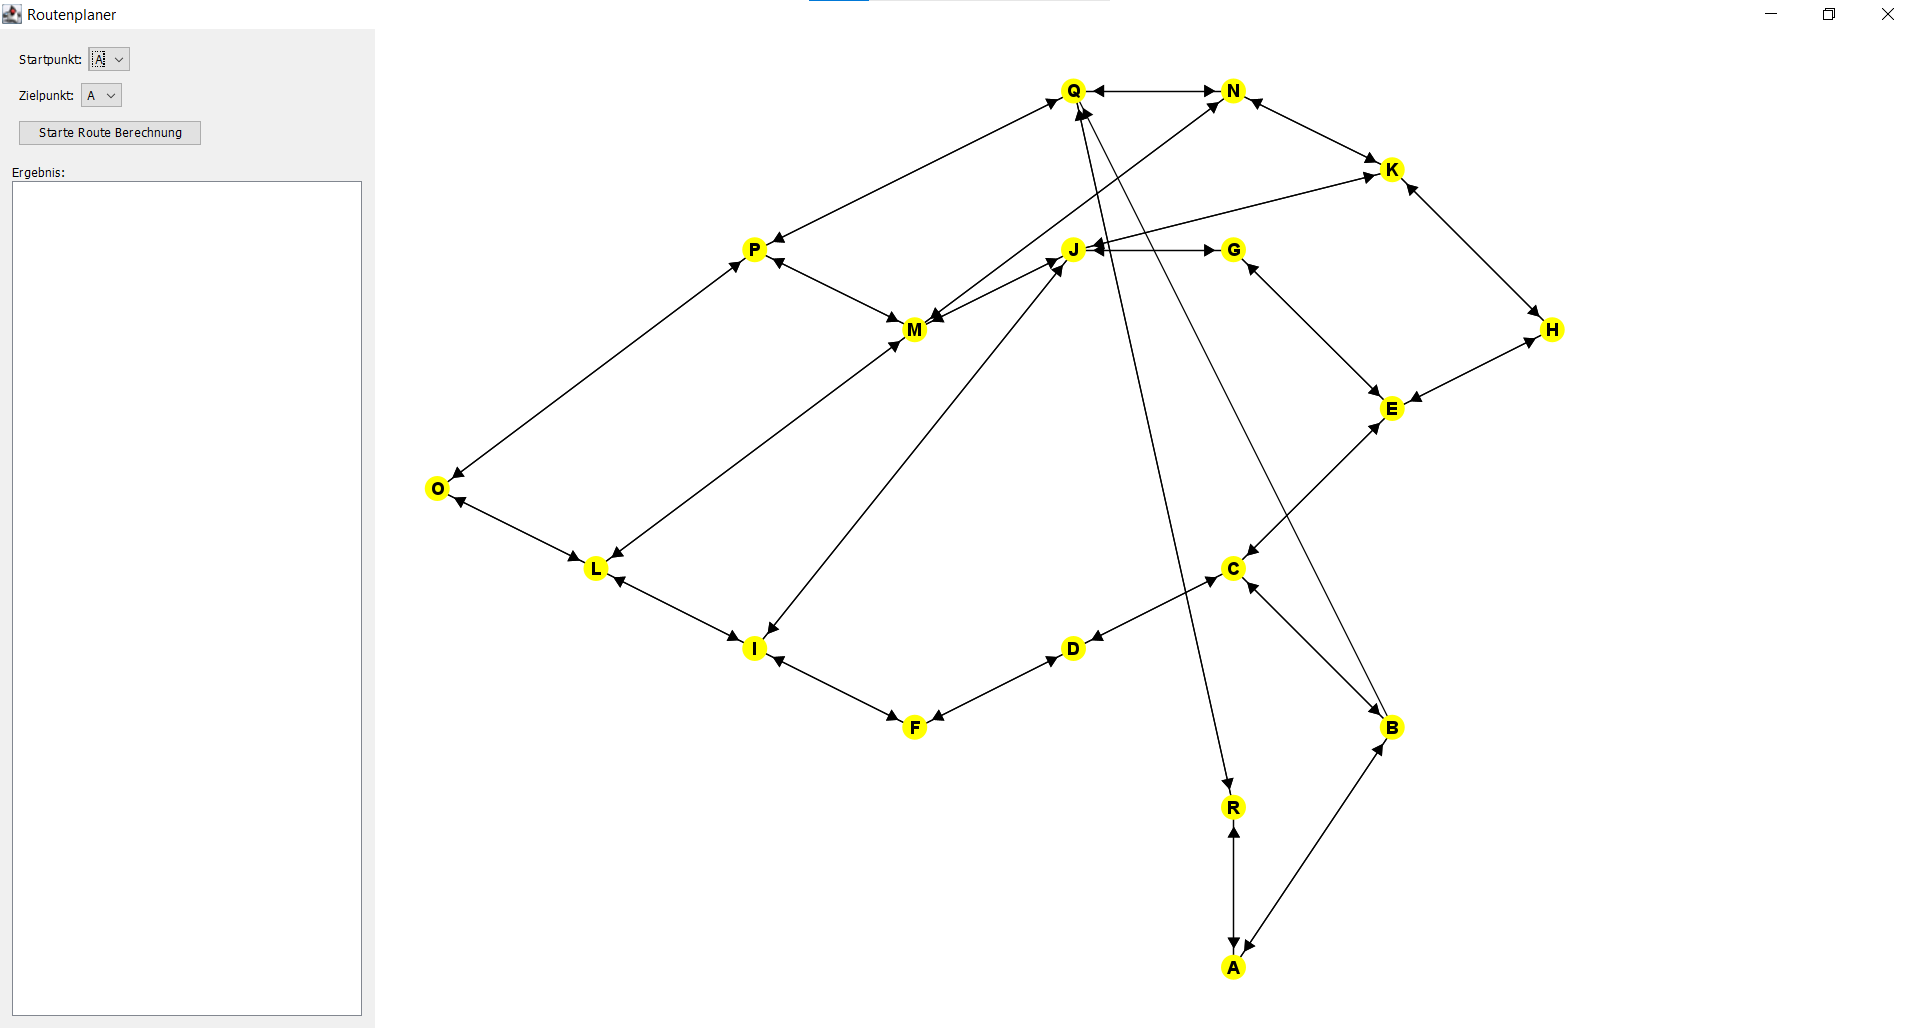 Routenplaner
Startpunkt: A
Zielpunkt: A
Starte Route Berechnung
Ergebnis:
Q N
K
P J G
M H
E
O
L C
I D
F B
R
A